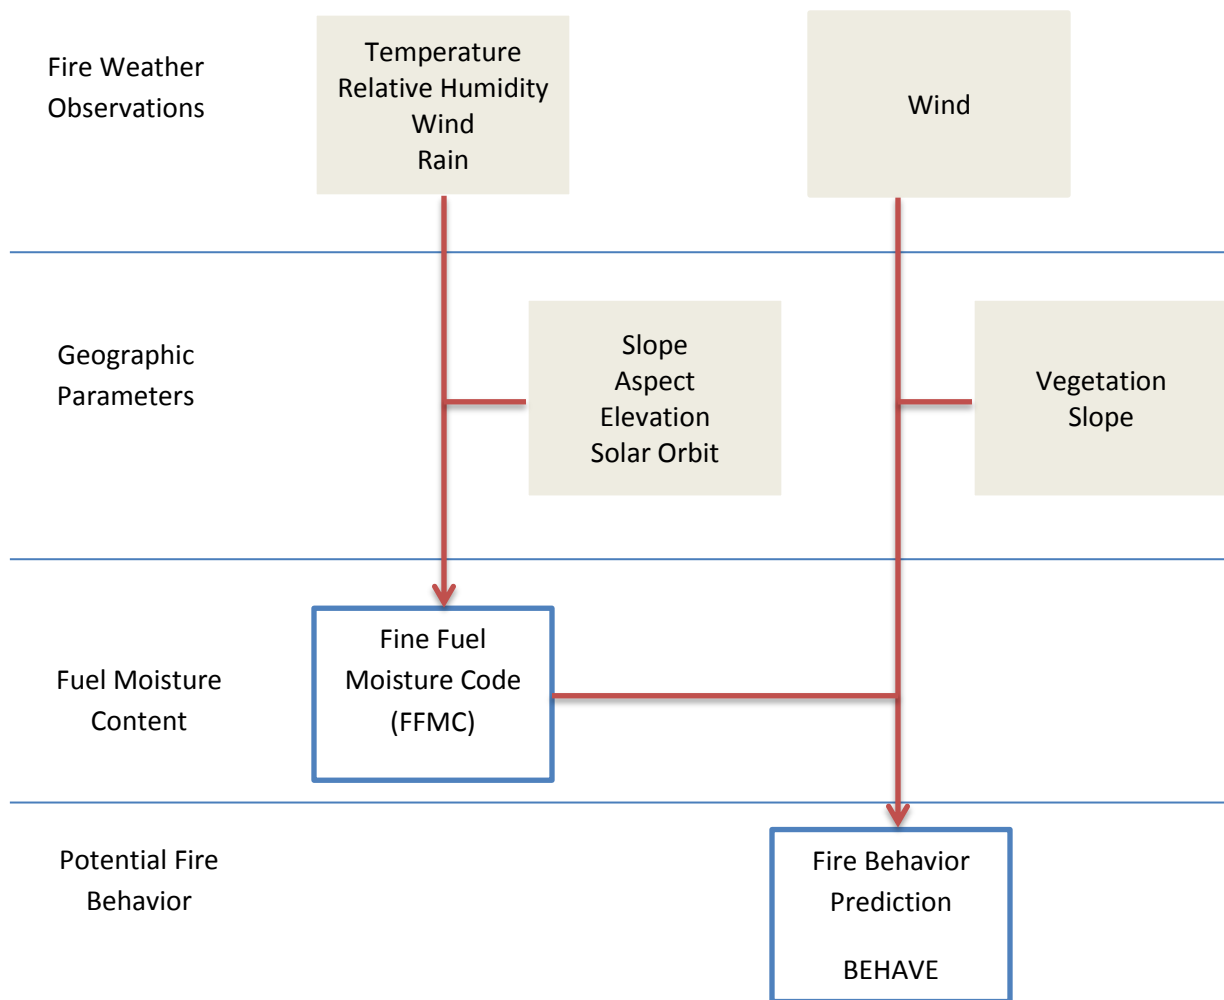 Fire Weather
Observations
Temperature
Relative Humidity
Wind
Rain
Wind
Geographic
Parameters
Slope
Aspect
Elevation
Solar Orbit
Vegetation
Slope
Fuel Moisture
Content
Fine Fuel
Moisture Code
(FFMC)
Potential Fire
Behavior
Fire Behavior
Prediction
BEHAVE